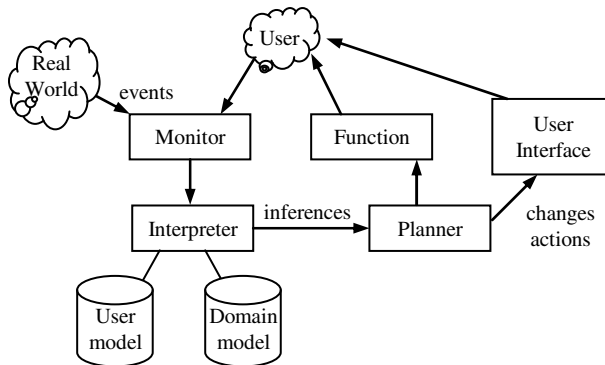 Real
World
User
events
Monitor
Function
User
Interface
Interpreter
inferences
Planner
changes
actions
User
model
Domain
model